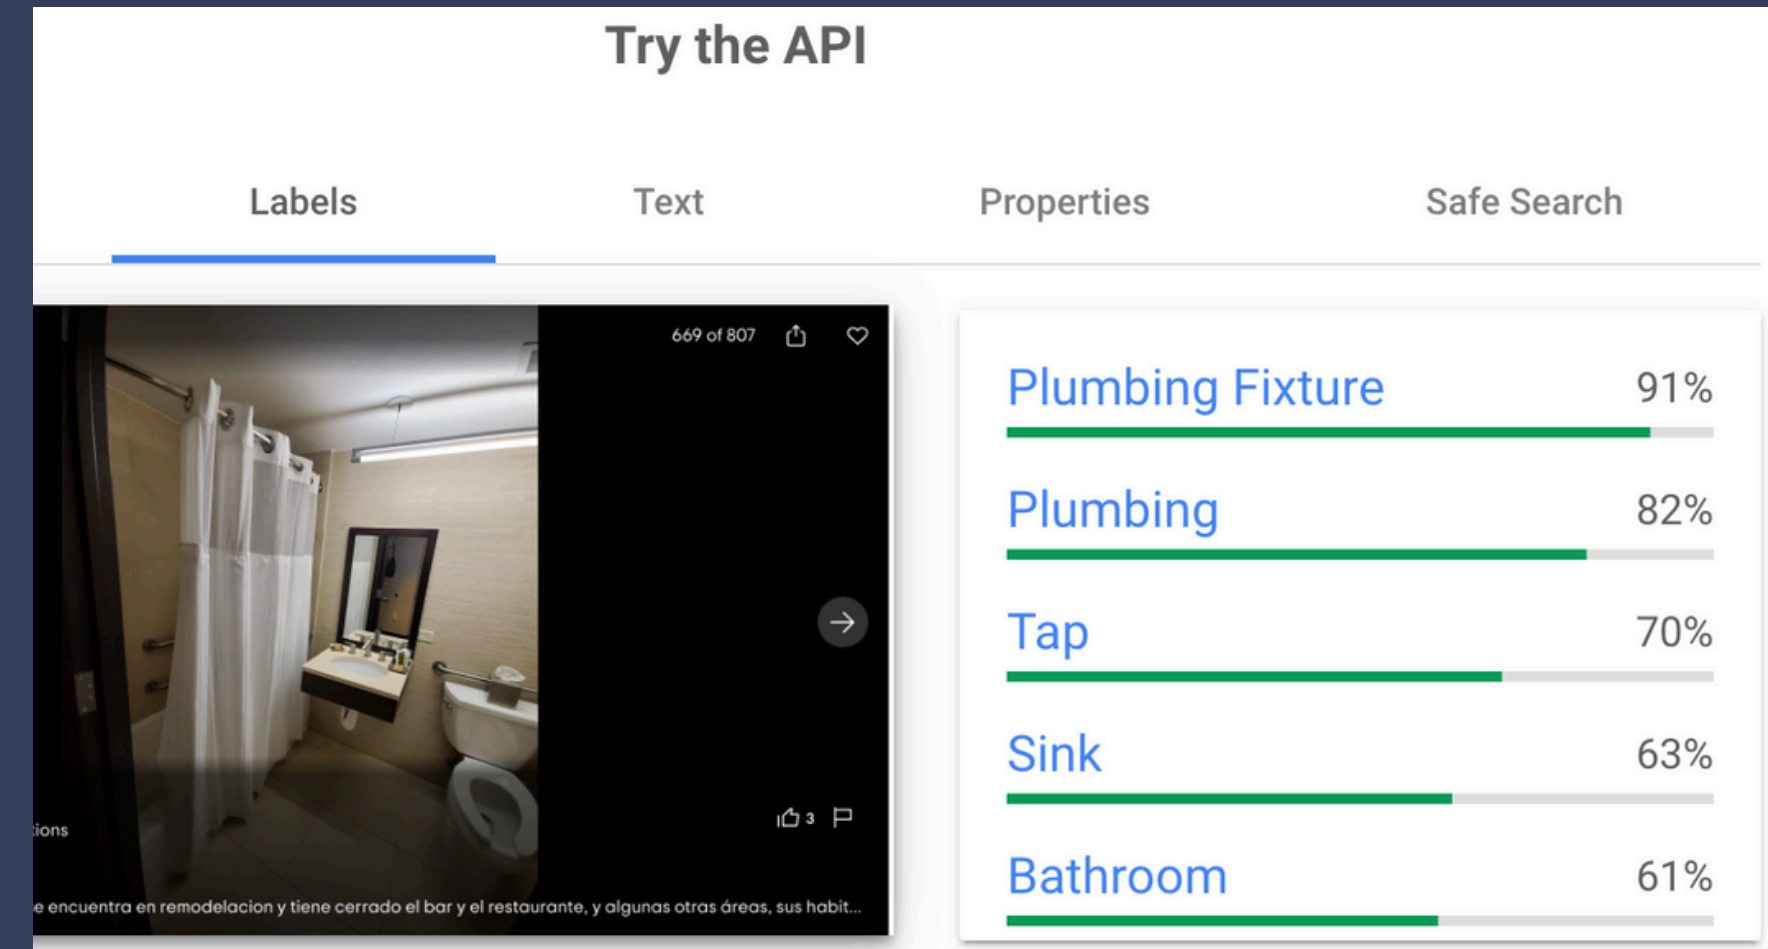 Try the API
Labels Text Properties Safe Search
669 of 807
Plumbing Fixture 91%
Plumbing 82%
Tap 70%
Sink 63%
Bathroom 61%
3
tions
e encuentra en remodelacion y tiene cerrado el bar y el restaurante, y algunas otras áreas, sus habit...